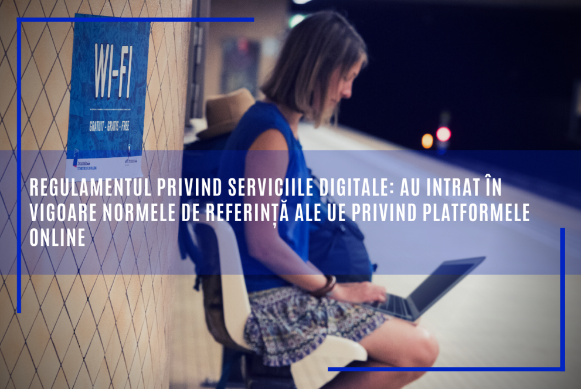 WI-FI
GRATUIT - GRATIS - FREE
REGULAMENTUL PRIVIND SERVICIILE DIGITALE: AU INTRAT ÎN
VIGOARE NORMELE DE REFERINȚĂ ALE UE PRIVIND PLATFORMELE
ONLINE